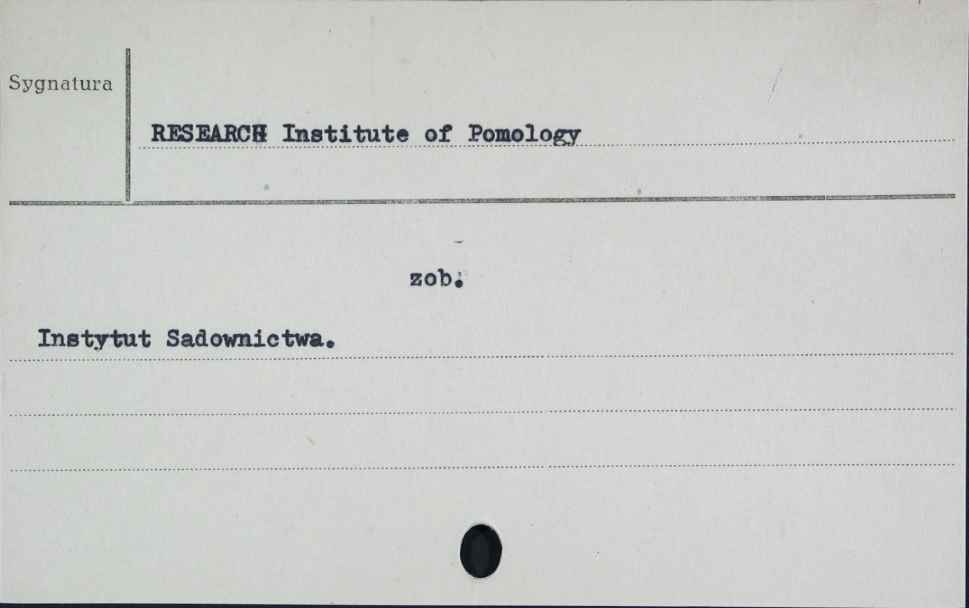 Sygnatura
RESEARCH Institute of Pomology
zob.
Instytut Sadownictwa.